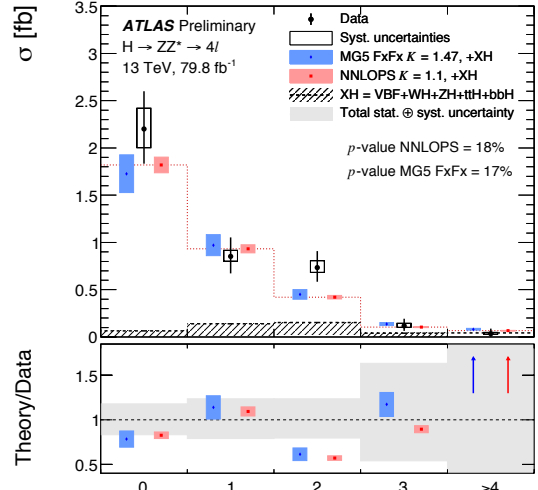 σ [fb]
3.5
3
2.5
2
1.5
1
0.5
0
ATLAS Preliminary
H → ZZ* → 4l
13 TeV, 79.8 fb⁻¹
Data
Syst. uncertainties
MG5 FxFx K = 1.47, +XH
NNLOPS K = 1.1, +XH
XH = VBF+WH+ZH+ttH+bbH
Total stat. ⊕ syst. uncertainty
p-value NNLOPS = 18%
p-value MG5 FxFx = 17%
Theory/Data
1.5
1
0.5
0 1 2 3